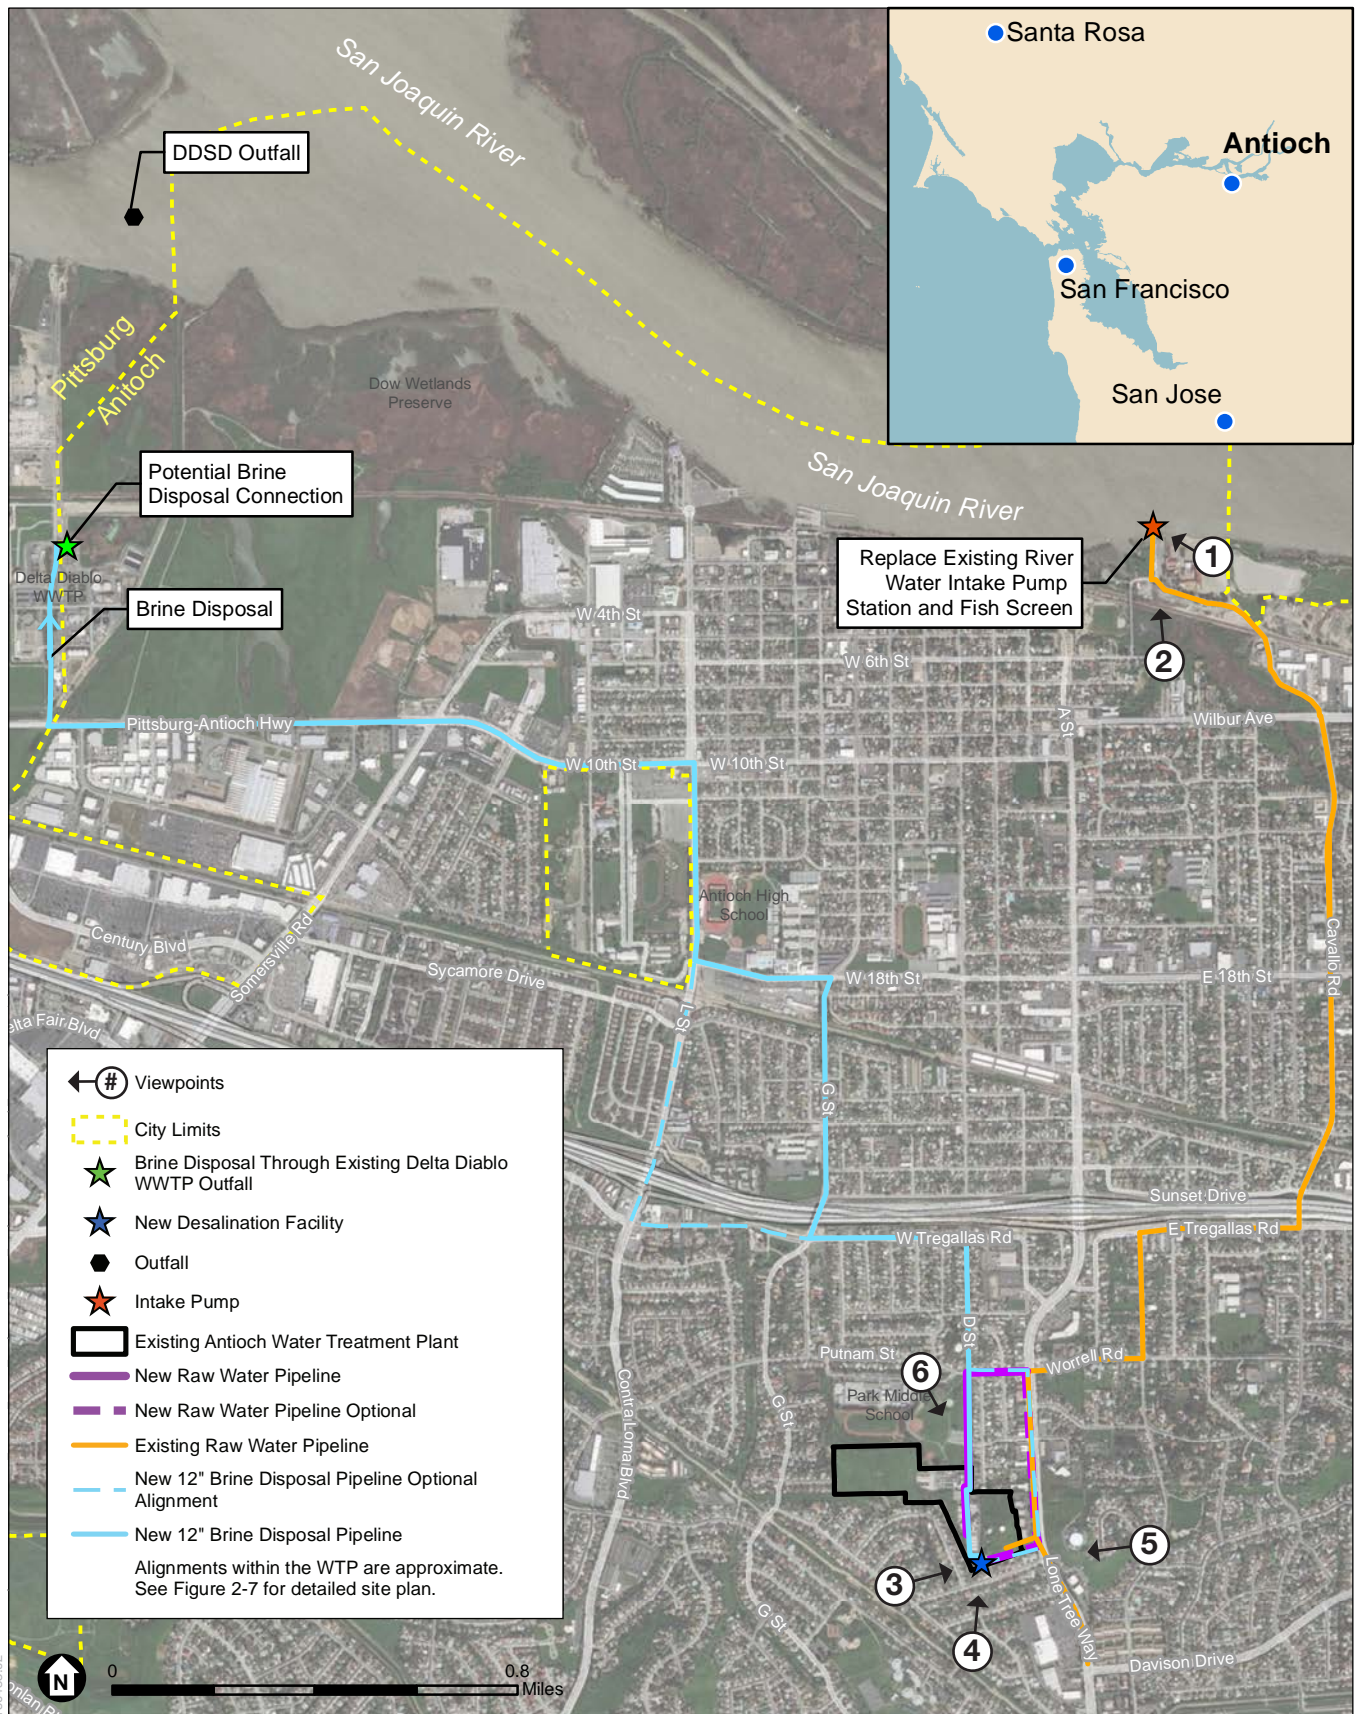 Santa Rosa
Antioch
San Francisco
San Jose
San Joaquin River
DDSD Outfall
Pittsburg
Anitoch
Dow Wetlands
Preserve
Potential Brine
Disposal Connection
San Joaquin River
Replace Existing River
Water Intake Pump
Station and Fish Screen
1
2
Delta Diablo
WWTP
Brine Disposal
W 4th St
W 6th St
A St
Wilbur Ave
Pittsburg-Antioch Hwy
W 10th St
W 10th St
Antioch High
School
Century Blvd
Somersville Rd
Sycamore Drive
W 18th St
E 18th St
Cavallo Rd
L St
G St
Sunset Drive
E Tregallas Rd
W Tregallas Rd
D St
Putnam St
Worrell Rd
6
Park Middle
School
Contra Loma Blvd
G St
G St
3
4
5
Lone Tree Way
Davison Drive
# Viewpoints
City Limits
Brine Disposal Through Existing Delta Diablo
WWTP Outfall
New Desalination Facility
Outfall
Intake Pump
Existing Antioch Water Treatment Plant
New Raw Water Pipeline
New Raw Water Pipeline Optional
Existing Raw Water Pipeline
New 12" Brine Disposal Pipeline Optional
Alignment
New 12" Brine Disposal Pipeline
Alignments within the WTP are approximate.
See Figure 2-7 for detailed site plan.
N
0
0.8
Miles